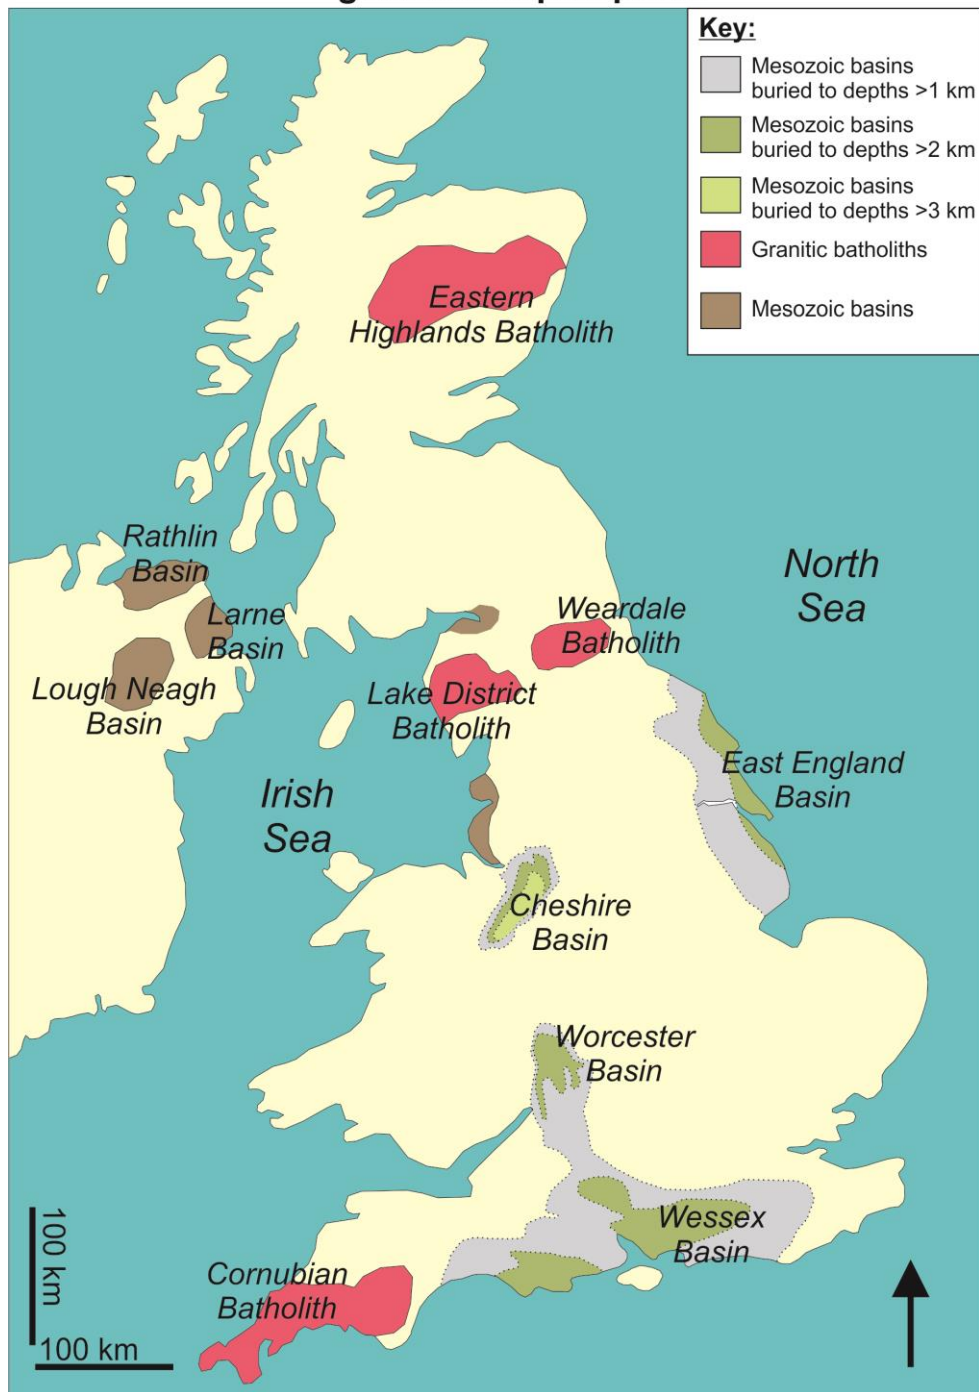 Key:
Mesozoic basins
buried to depths >1 km
Mesozoic basins
buried to depths >2 km
Mesozoic basins
buried to depths >3 km
Granitic batholiths
Mesozoic basins
Eastern
Highlands Batholith
Rathlin
Basin
Larne
Basin
Lough Neagh
Basin
Weardale
Batholith
Lake District
Batholith
North
Sea
East England
Basin
Irish
Sea
Cheshire
Basin
Worcester
Basin
Wessex
Basin
Cornubian
Batholith
100 km
100 km